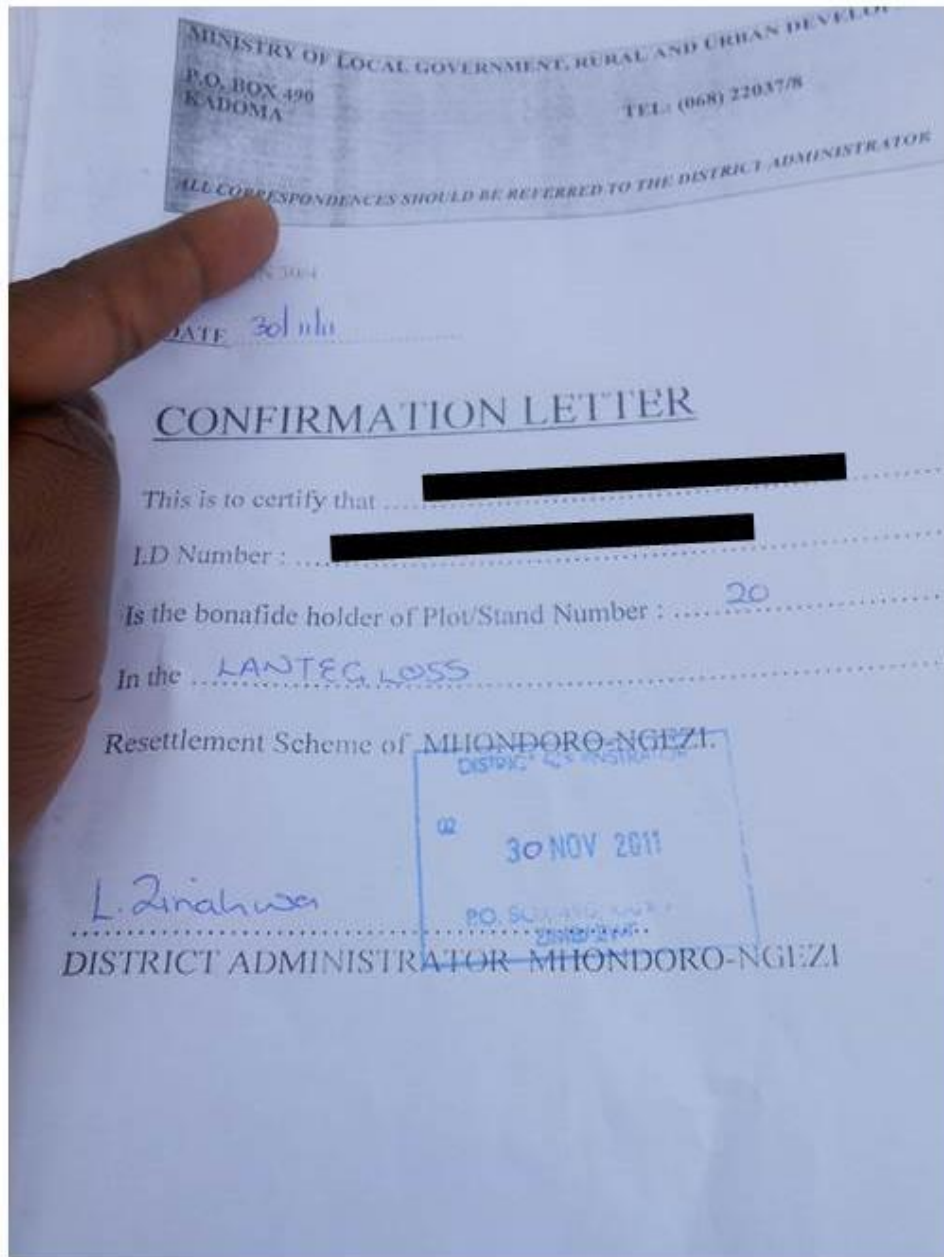 MINISTRY OF LOCAL GOVERNMENT, RURAL AND URBAN
P.O. BOX 490
KADOMA
TEL: (068) 22037/8
ALL CORRESPONDENCES SHOULD BE REFERRED TO THE DISTRICT ADMINISTRATOR
DATE 30/11/11
CONFIRMATION LETTER
This is to certify that
I.D Number :
Is the bonafide holder of Plot/Stand Number : 20
In the LANTEGLOSS
Resettlement Scheme of MHONDORO-NGEZI.
DISTRICT
02
30 NOV 2011
P.O.
L. Zinahwa
DISTRICT ADMINISTRATOR MHONDORO-NGEZI